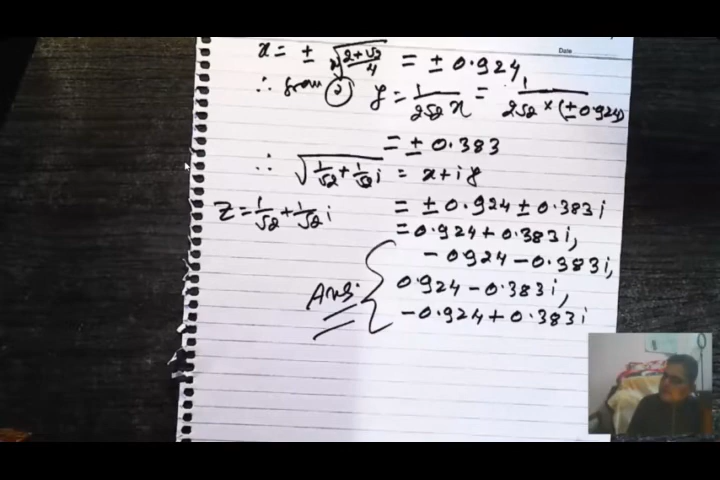 x = ± √(2+√2)/4 = ± 0.924,
Date
∴ from ② y = 1/2√2 x = 1/2√2 × (± 0.924)
= ± 0.383
∴ √(1/√2 + 1/√2 i) = x + i y
Z = 1/√2 + 1/√2 i = ± 0.924 ± 0.383 i
= 0.924 + 0.383 i,
- 0.924 - 0.383 i,
Ans. 0.924 - 0.383 i,
- 0.924 + 0.383 i